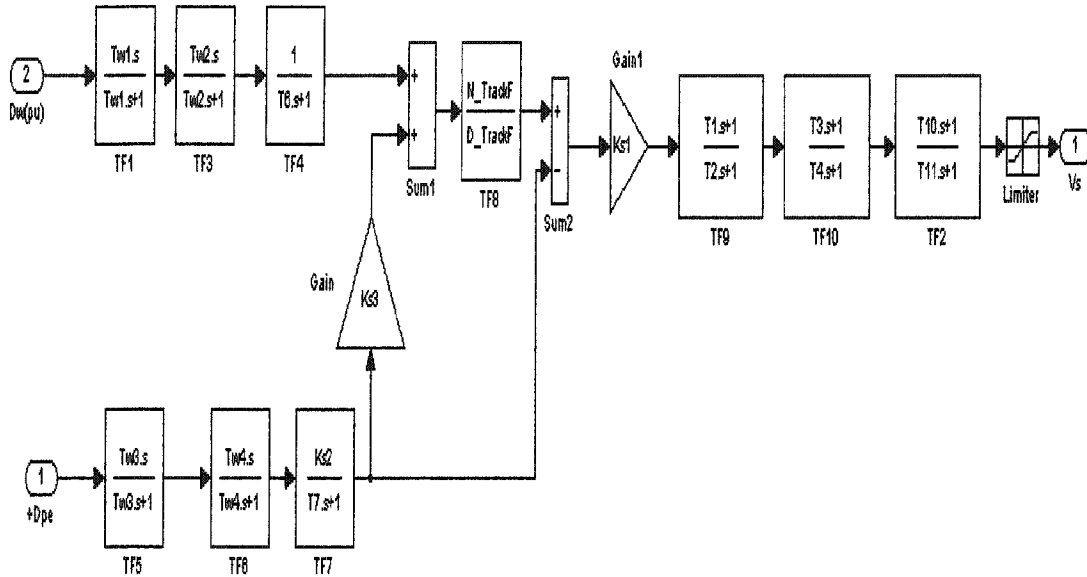 2
Dw(pu)
Tw1.s
Tw1.s+1
TF1
Tw2.s
Tw2.s+1
TF3
1
T6.s+1
TF4
+
+
Sum1
N_TrackF
D_TrackF
TF8
+
-
Sum2
Gain1
Ks1
T1.s+1
T2.s+1
TF9
T3.s+1
T4.s+1
TF10
T10.s+1
T11.s+1
TF2
Limiter
1
Vs
Gain
Ks3
1
+Dpe
Tw3.s
Tw3.s+1
TF5
Tw4.s
Tw4.s+1
TF6
Ks2
T7.s+1
TF7